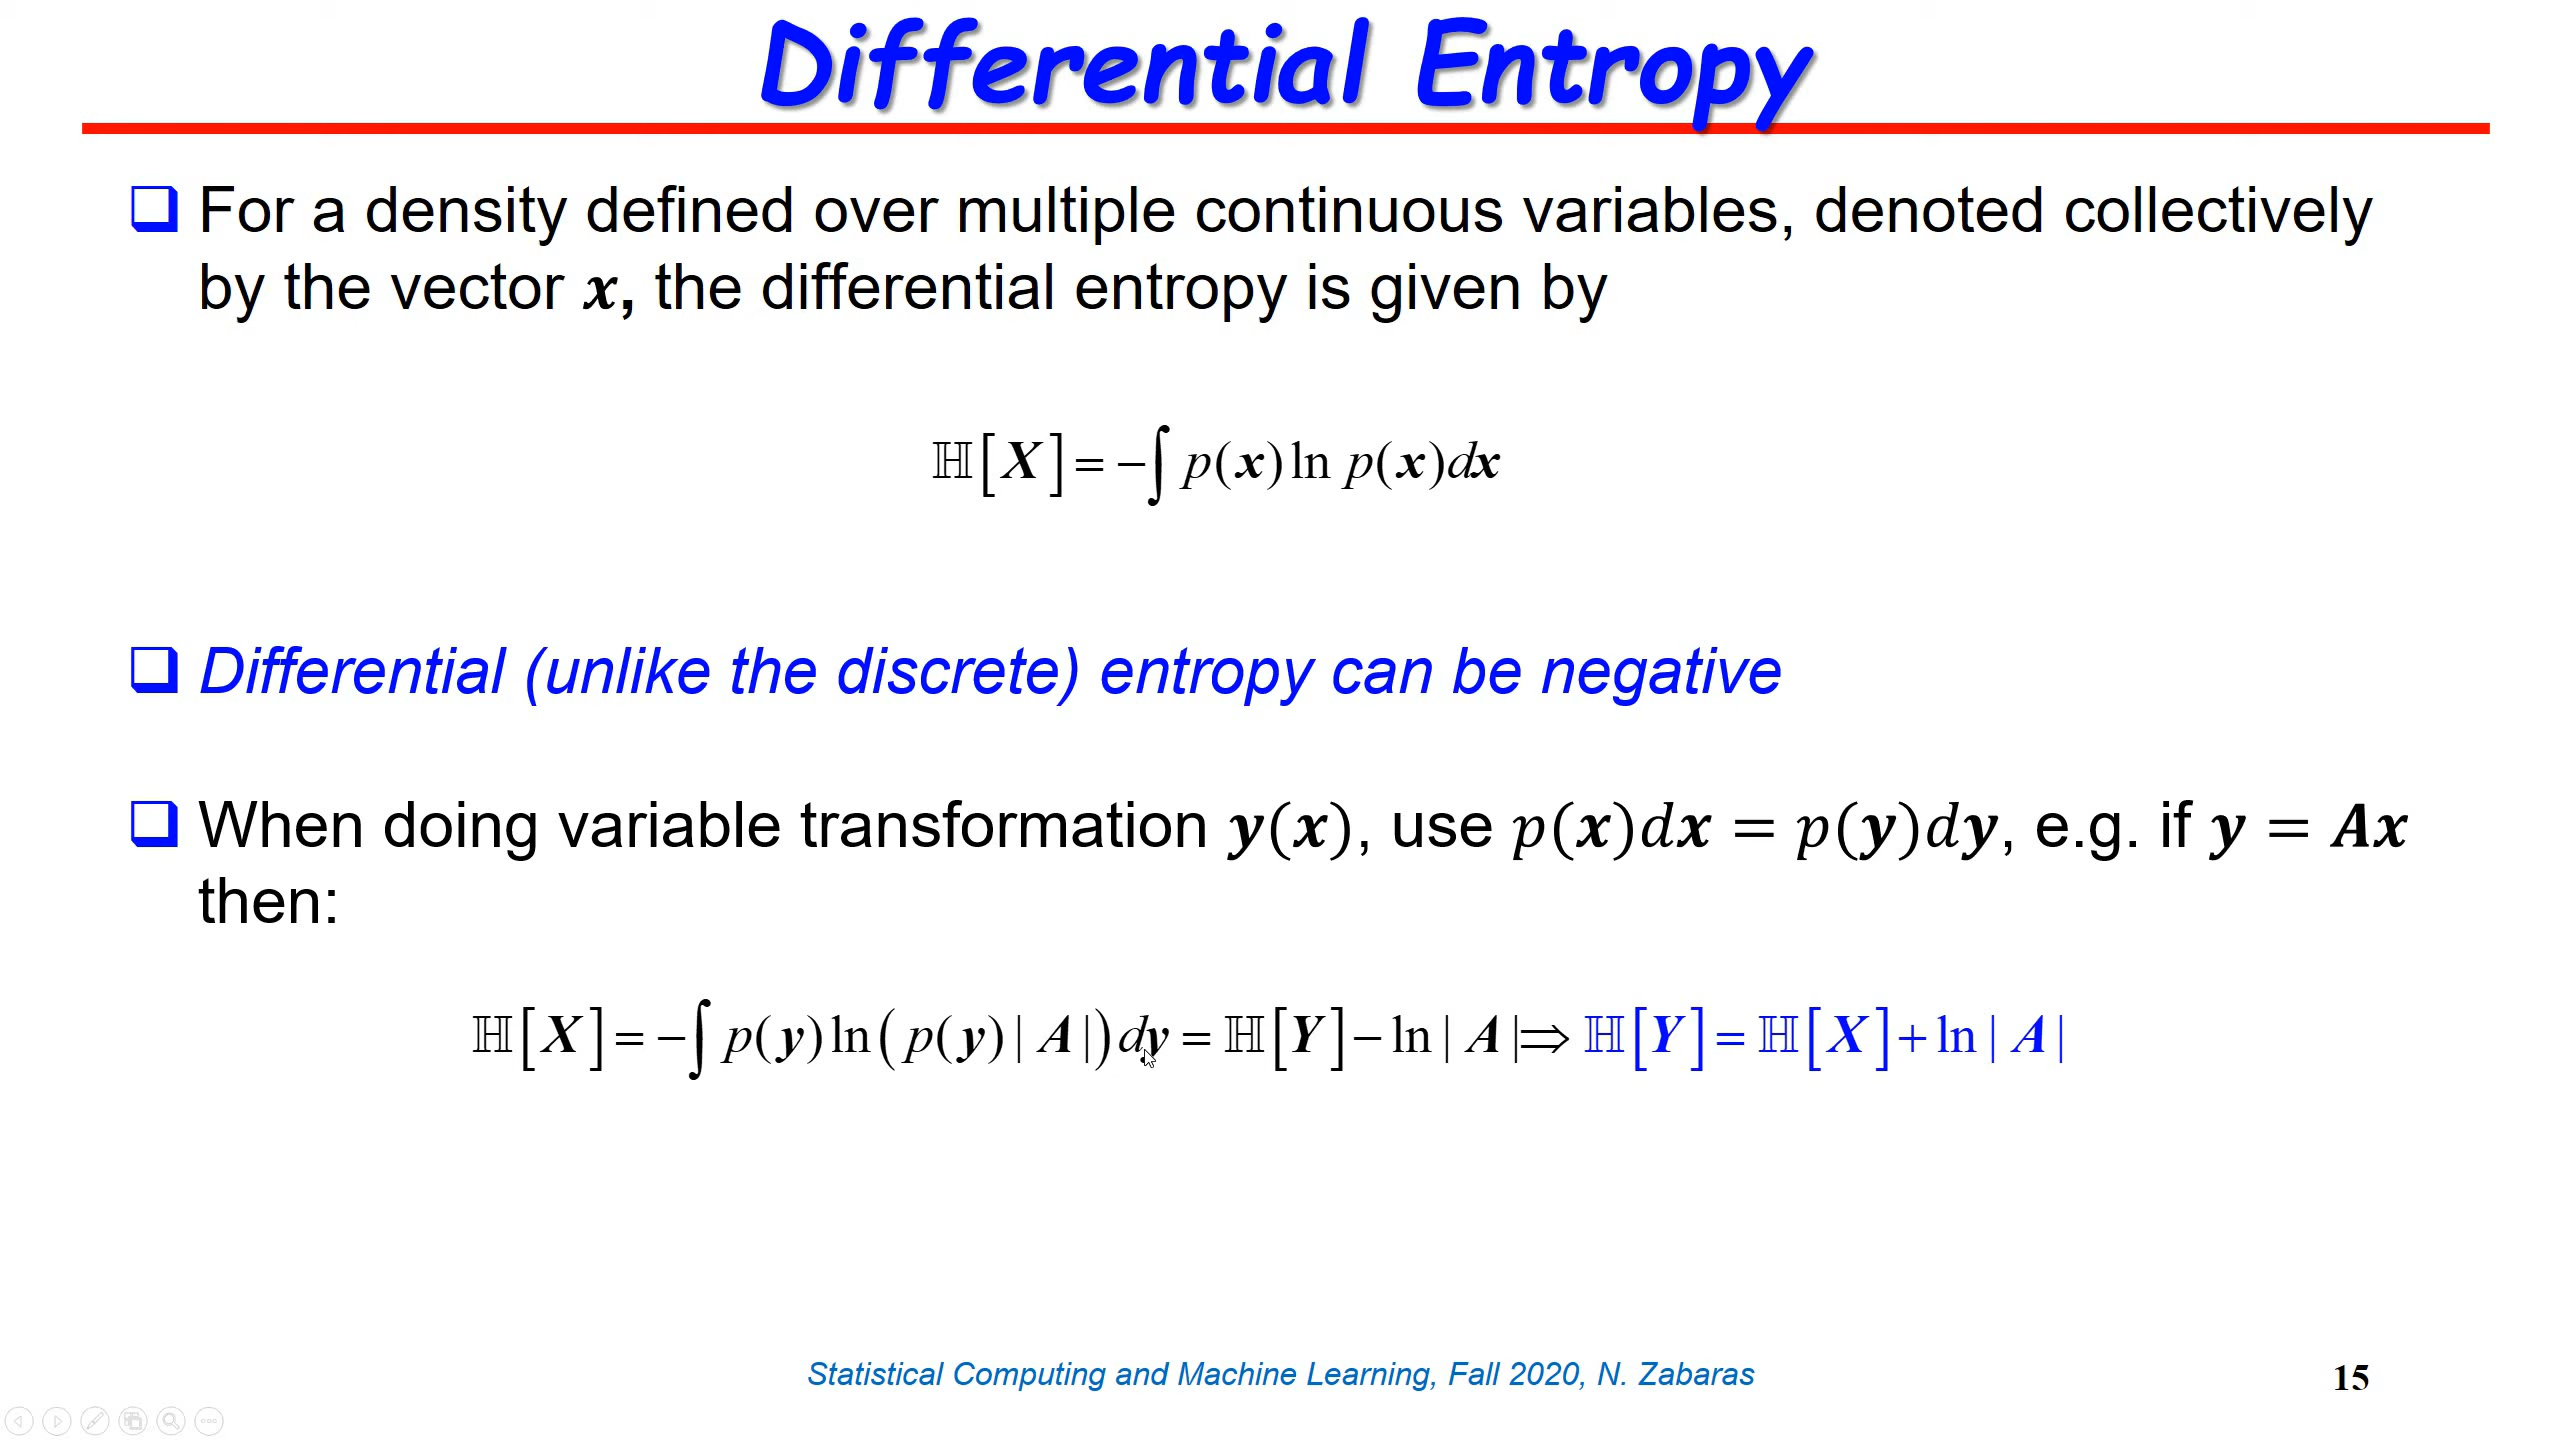 Differential Entropy
❑ For a density defined over multiple continuous variables, denoted collectively
by the vector 𝒙, the differential entropy is given by
ℍ[𝑿] = −∫ p(𝒙) ln p(𝒙)d𝒙
❑ Differential (unlike the discrete) entropy can be negative
❑ When doing variable transformation 𝒚(𝒙), use p(𝒙)d𝒙 = p(𝒚)d𝒚, e.g. if 𝒚 = 𝑨𝒙
then:
ℍ[𝑿] = −∫ p(𝒚) ln(p(𝒚) | 𝑨 |) d𝒚 = ℍ[𝒀] − ln | 𝑨 | ⇒ ℍ[𝒀] = ℍ[𝑿] + ln | 𝑨 |
Statistical Computing and Machine Learning, Fall 2020, N. Zabaras
15